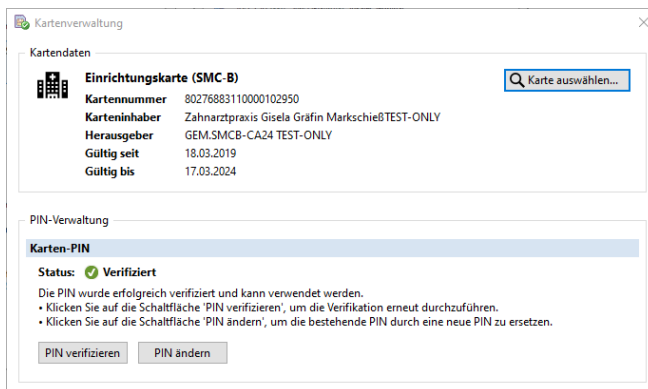 Kartenverwaltung
Kartendaten
Einrichtungskarte (SMC-B)
Karte auswählen...
Kartennummer 80276883110000102950
Karteninhaber Zahnarztpraxis Gisela Gräfin MarkschießTEST-ONLY
Herausgeber GEM.SMCB-CA24 TEST-ONLY
Gültig seit 18.03.2019
Gültig bis 17.03.2024
PIN-Verwaltung
Karten-PIN
Status: Verifiziert
Die PIN wurde erfolgreich verifiziert und kann verwendet werden.
• Klicken Sie auf die Schaltfläche 'PIN verifizieren', um die Verifikation erneut durchzuführen.
• Klicken Sie auf die Schaltfläche 'PIN ändern', um die bestehende PIN durch eine neue PIN zu ersetzen.
PIN verifizieren PIN ändern